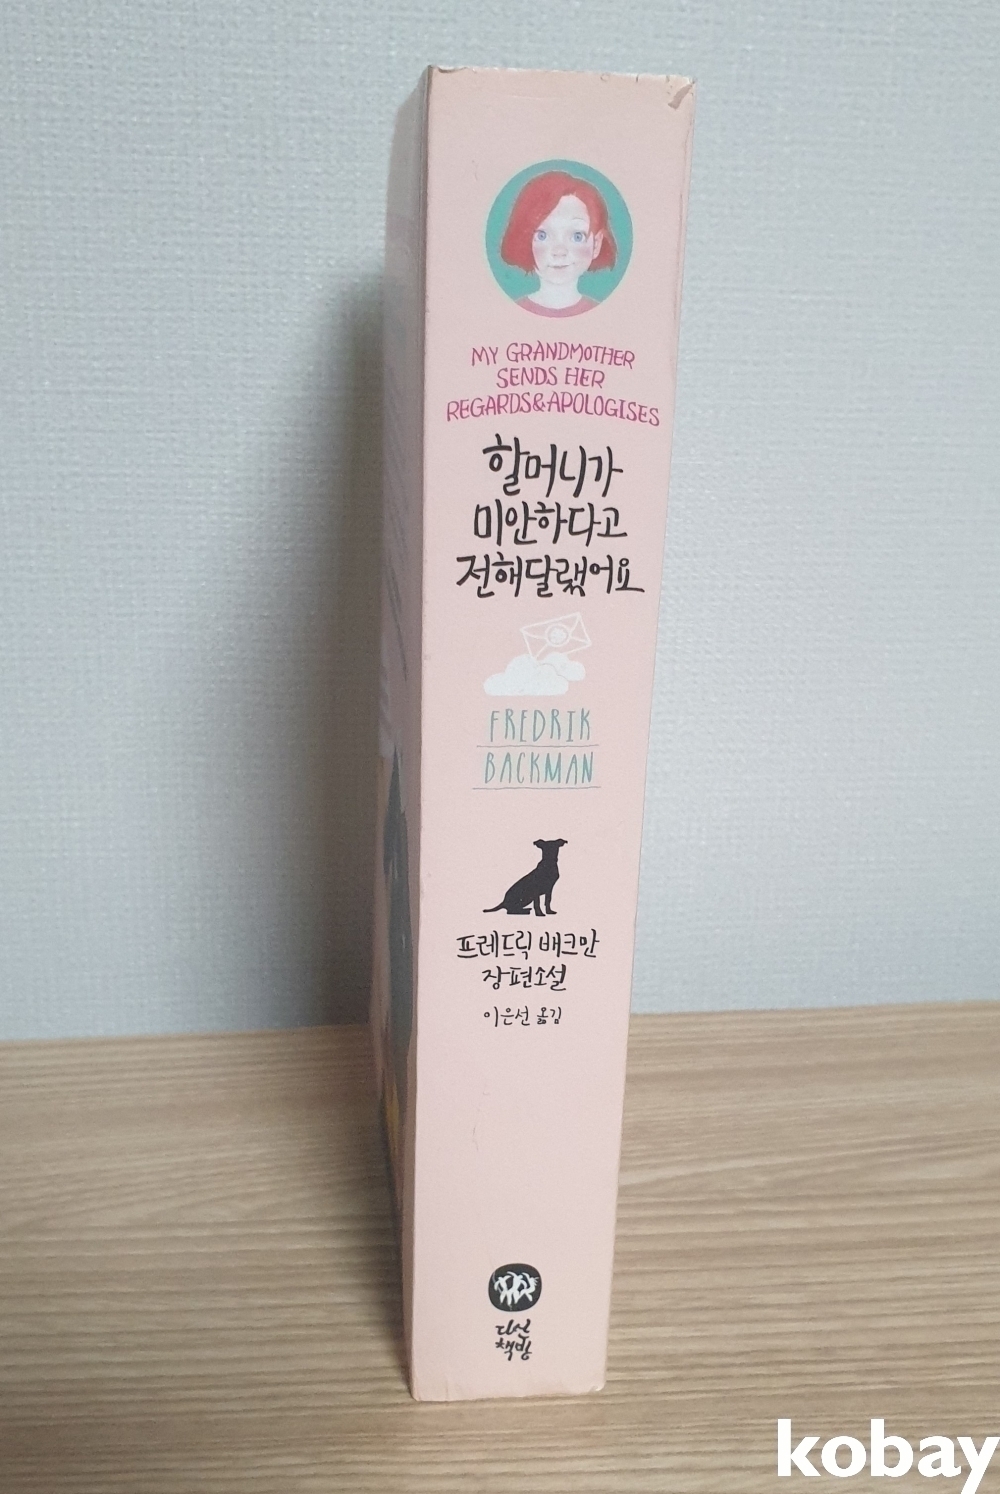 MY GRANDMOTHER
SENDS HER
REGARDS&APOLOGISES
할머니가
미안하다고
전해달랬어요
FREDRIK
BACKMAN
프레드릭 배크만
장편소설
이은선 옮김
다산
책방
kobay